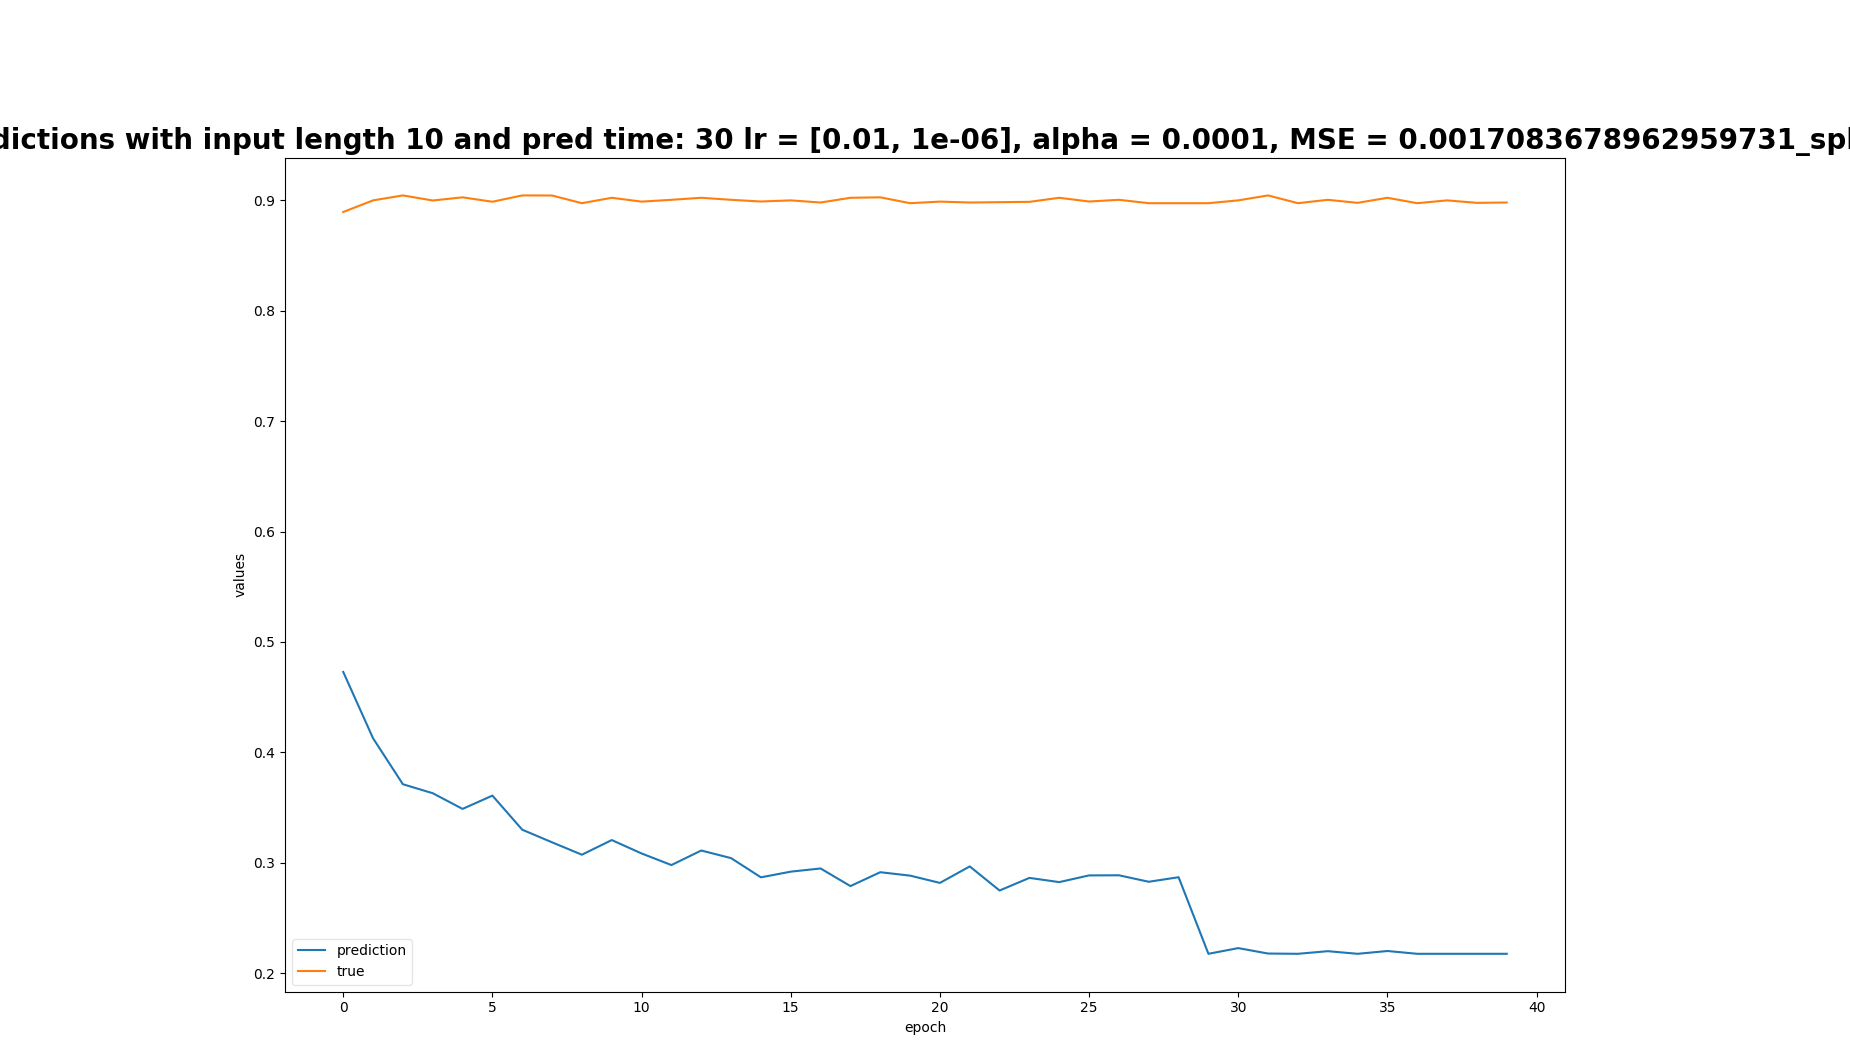 dictions with input length 10 and pred time: 30 lr = [0.01, 1e-06], alpha = 0.0001, MSE = 0.0017083678962959731_spl
0.9
0.8
0.7
0.6
0.5
0.4
0.3
0.2
values
prediction
true
0 5 10 15 20 25 30 35 40
epoch